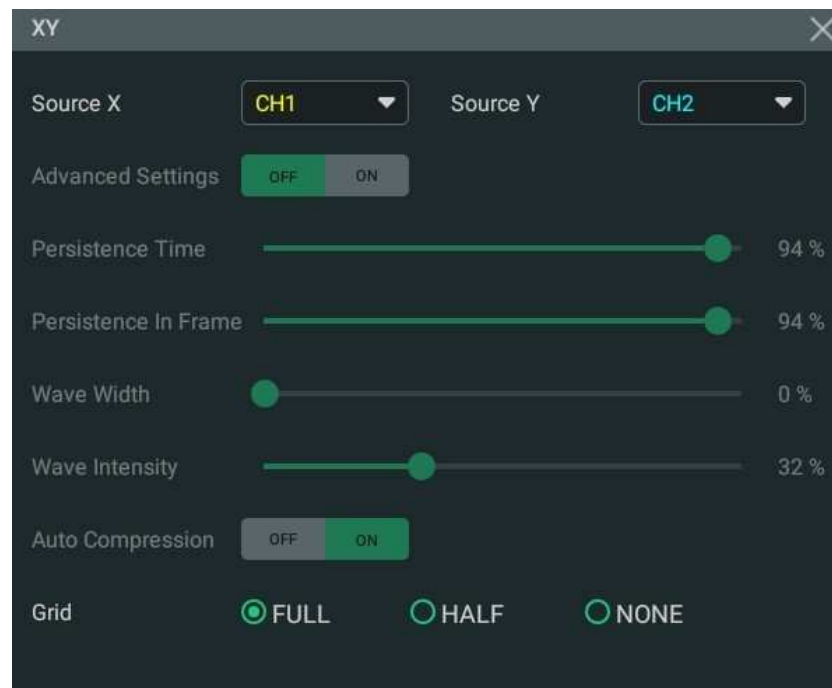 XY
Source X CH1 Source Y CH2
Advanced Settings OFF ON
Persistence Time 94 %
Persistence In Frame 94 %
Wave Width 0 %
Wave Intensity 32 %
Auto Compression OFF ON
Grid FULL HALF NONE